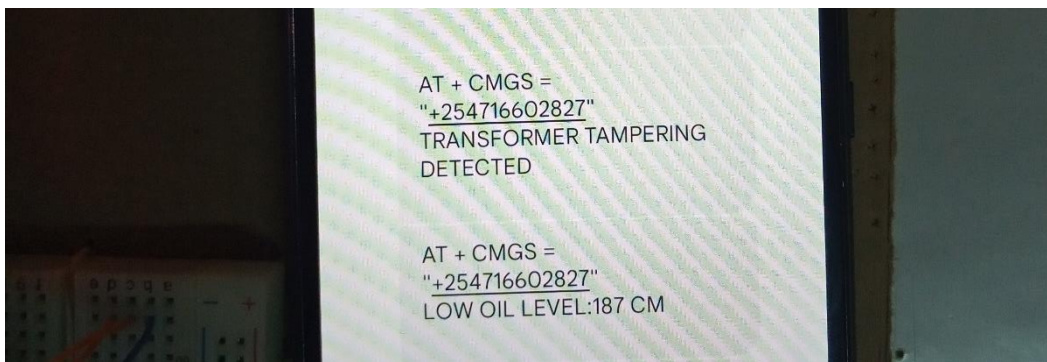 AT + CMGS =
"+254716602827"
TRANSFORMER TAMPERING
DETECTED
AT + CMGS =
"+254716602827"
LOW OIL LEVEL:187 CM
a b c d e
- +